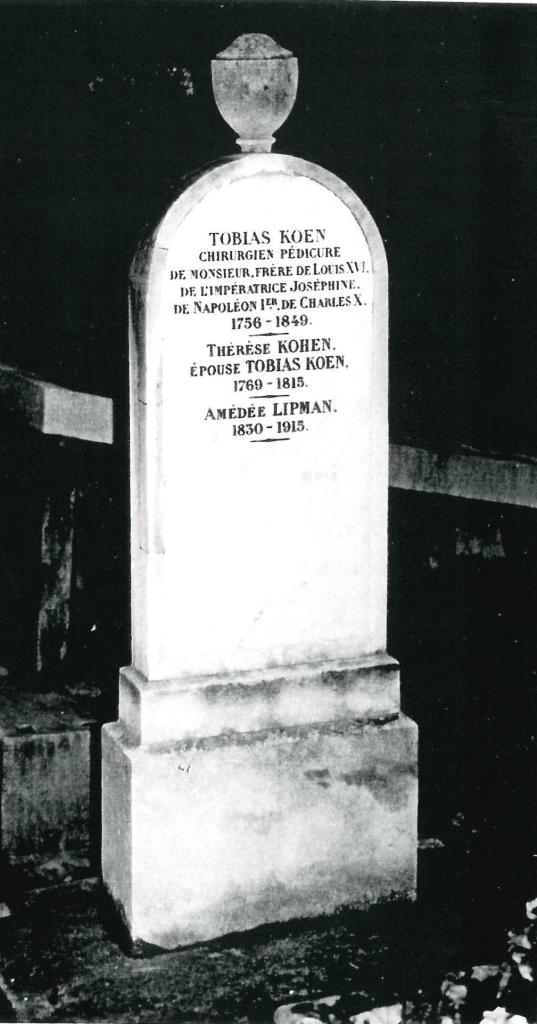 TOBIAS KOEN
CHIRURGIEN PÉDICURE
DE MONSIEUR, FRÈRE DE LOUIS XVI.
DE L'IMPÉRATRICE JOSÉPHINE.
DE NAPOLÉON IER. DE CHARLES X.
1756 - 1849.
THÉRÈSE KOHEN.
ÉPOUSE TOBIAS KOEN.
1769 - 1815.
AMÉDÉE LIPMAN.
1830 - 1915.